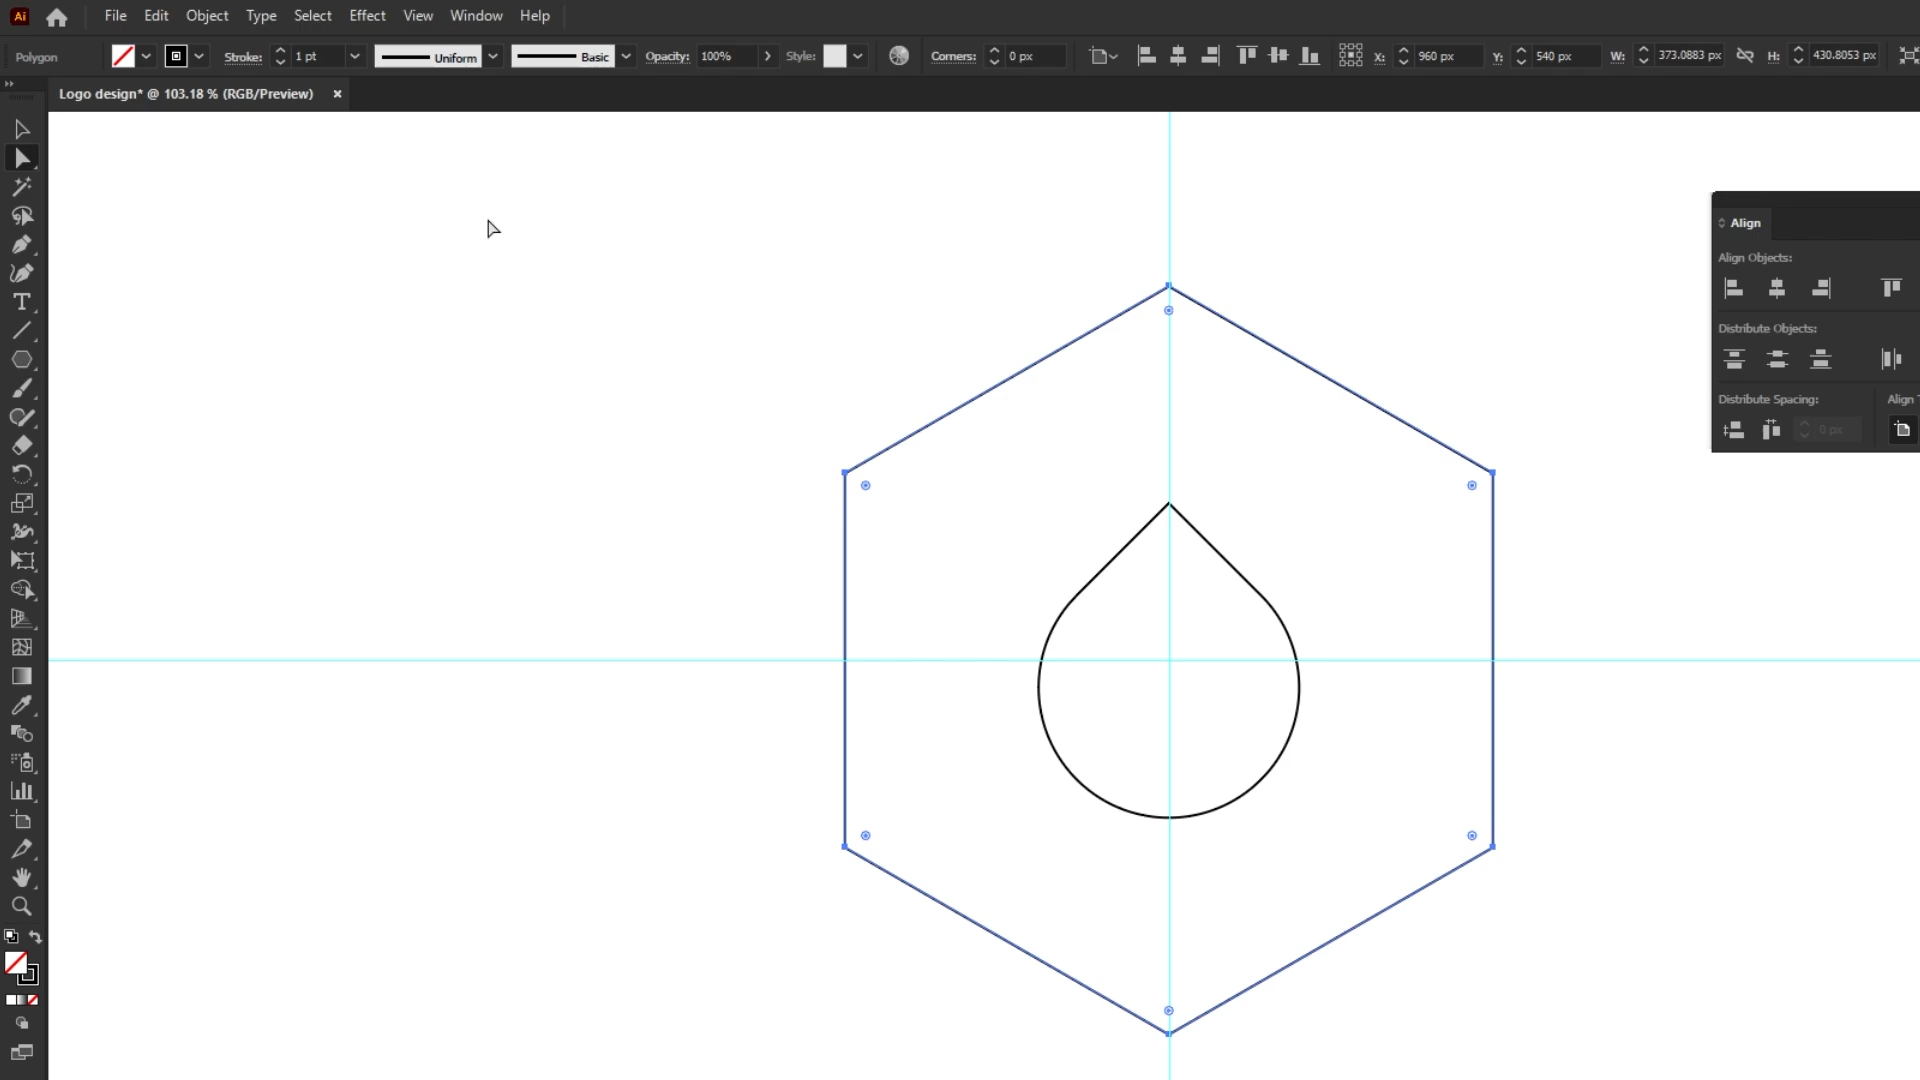 Ai File Edit Object Type Select Effect View Window Help
Polygon Stroke: 1 pt Uniform Basic Opacity: 100% Style: Corners: 0 px X: 960 px Y: 540 px W: 373.0883 px H: 430.8053 px
Logo design* @ 103.18 % (RGB/Preview) ×
Align
Align Objects:
Distribute Objects:
Distribute Spacing: Align
0 px